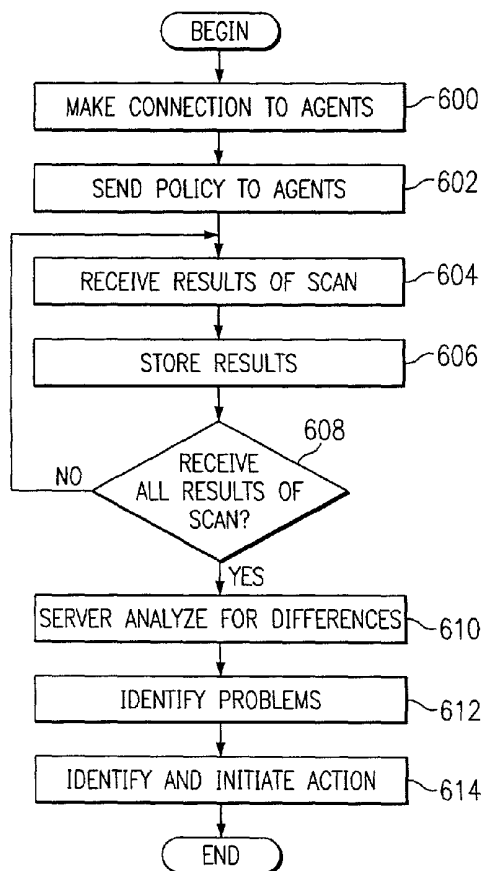 BEGIN
MAKE CONNECTION TO AGENTS
600
SEND POLICY TO AGENTS
602
RECEIVE RESULTS OF SCAN
604
STORE RESULTS
606
608
RECEIVE
ALL RESULTS OF
SCAN?
NO
YES
SERVER ANALYZE FOR DIFFERENCES
610
IDENTIFY PROBLEMS
612
IDENTIFY AND INITIATE ACTION
614
END